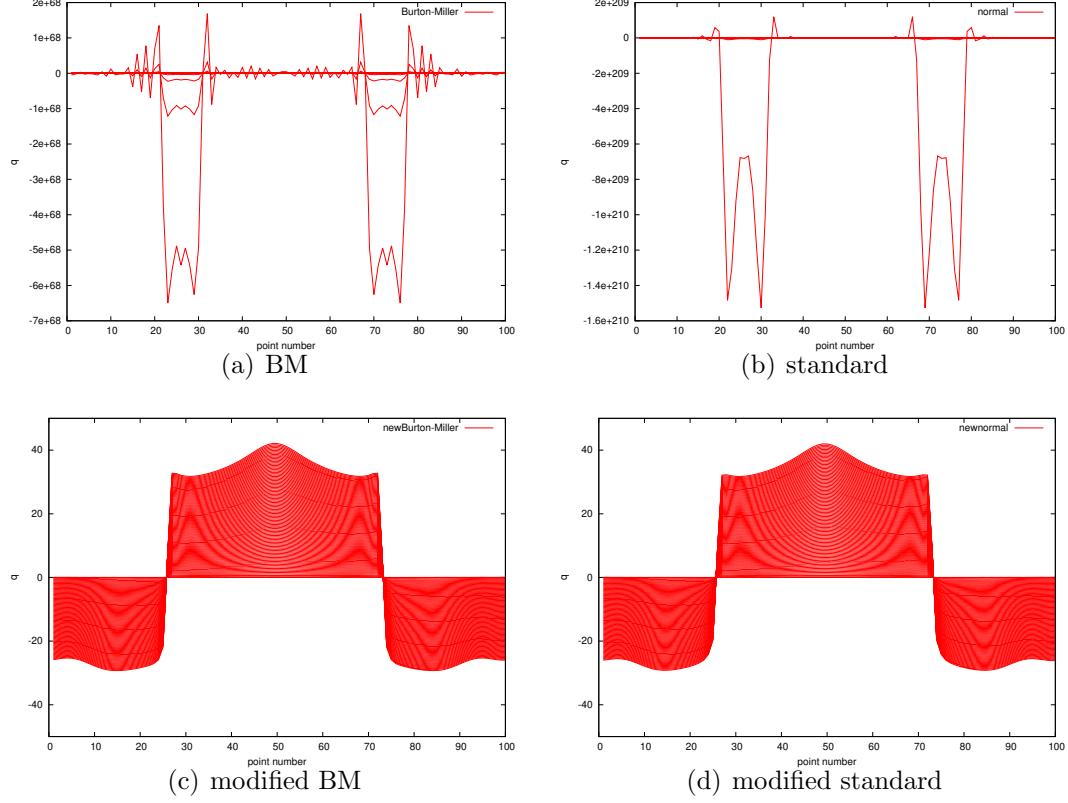 Burton-Miller
2e+68
1e+68
0
-1e+68
-2e+68
-3e+68
-4e+68
-5e+68
-6e+68
-7e+68
q
0 10 20 30 40 50 60 70 80 90 100
point number
(a) BM
normal
2e+209
0
-2e+209
-4e+209
-6e+209
-8e+209
-1e+210
-1.2e+210
-1.4e+210
-1.6e+210
q
0 10 20 30 40 50 60 70 80 90 100
point number
(b) standard
newBurton-Miller
40
20
0
-20
-40
q
0 10 20 30 40 50 60 70 80 90 100
point number
(c) modified BM
newnormal
40
20
0
-20
-40
q
0 10 20 30 40 50 60 70 80 90 100
point number
(d) modified standard